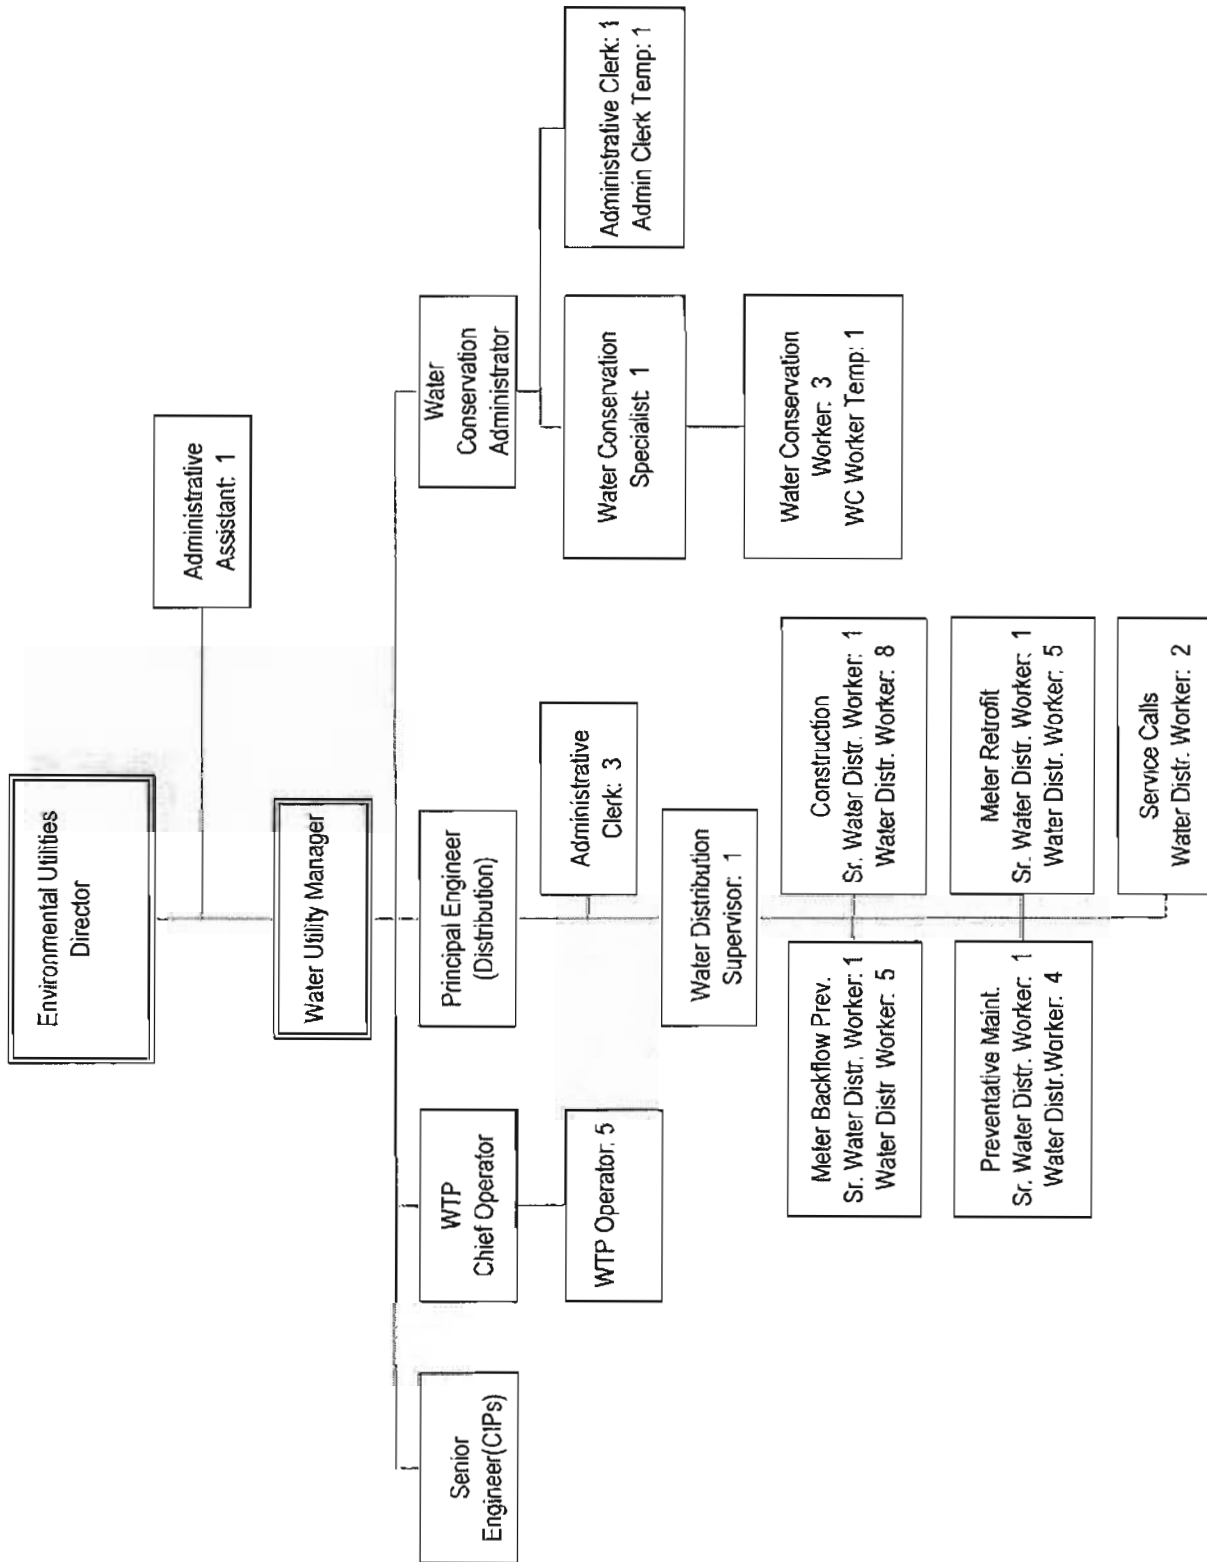 Environmental Utilities
Director
Administrative
Assistant: 1
Water Utility Manager
Senior
Engineer(CIPs)
WTP
Chief Operator
Principal Engineer
(Distribution)
Water
Conservation
Administrator
WTP Operator: 5
Administrative
Clerk: 3
Water Conservation
Specialist: 1
Administrative Clerk: 1
Admin Clerk Temp: 1
Water Distribution
Supervisor: 1
Water Conservation
Worker: 3
WC Worker Temp: 1
Meter Backflow Prev.
Sr. Water Distr. Worker: 1
Water Distr Worker: 5
Construction
Sr. Water Distr. Worker: 1
Water Distr. Worker: 8
Preventative Maint.
Sr. Water Distr. Worker: 1
Water Distr.Worker: 4
Meter Retrofit
Sr. Water Distr. Worker: 1
Water Distr. Worker: 5
Service Calls
Water Distr. Worker: 2